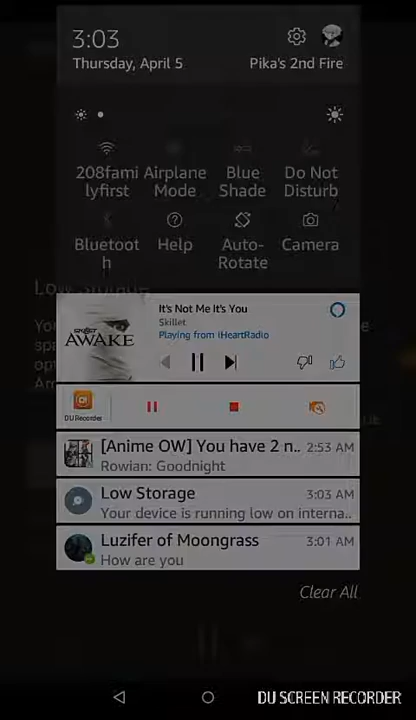 3:03
Thursday, April 5
Pika's 2nd Fire
208fami
lyfirst
Airplane
Mode
Blue
Shade
Do Not
Disturb
Bluetoot
h
Help
Auto-
Rotate
Camera
Low Storage
It's Not Me It's You
Skillet
Playing from iHeartRadio
SKILLET
AWAKE
DU Recorder
[Anime OW] You have 2 n.. 2:53 AM
Rowian: Goodnight
Low Storage 3:03 AM
Your device is running low on interna..
Luzifer of Moongrass 3:01 AM
How are you
Clear All
DU SCREEN RECORDER